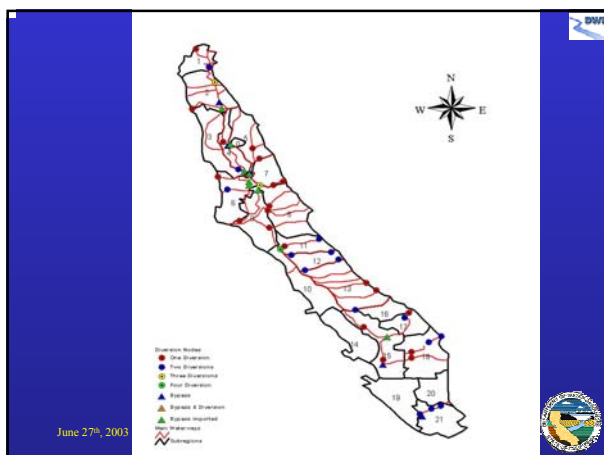 DWR
N
W E
S
1
2
3
5
7
6
8
11
12
10
13
16
17
14
15
18
19
20
21
Diversion Nodes
One Diversion
Two Diversions
Three Diversions
Four Diversion
Bypass
Bypass & Diversion
Bypass Imported
Main Waterways
Subregions
June 27th, 2003